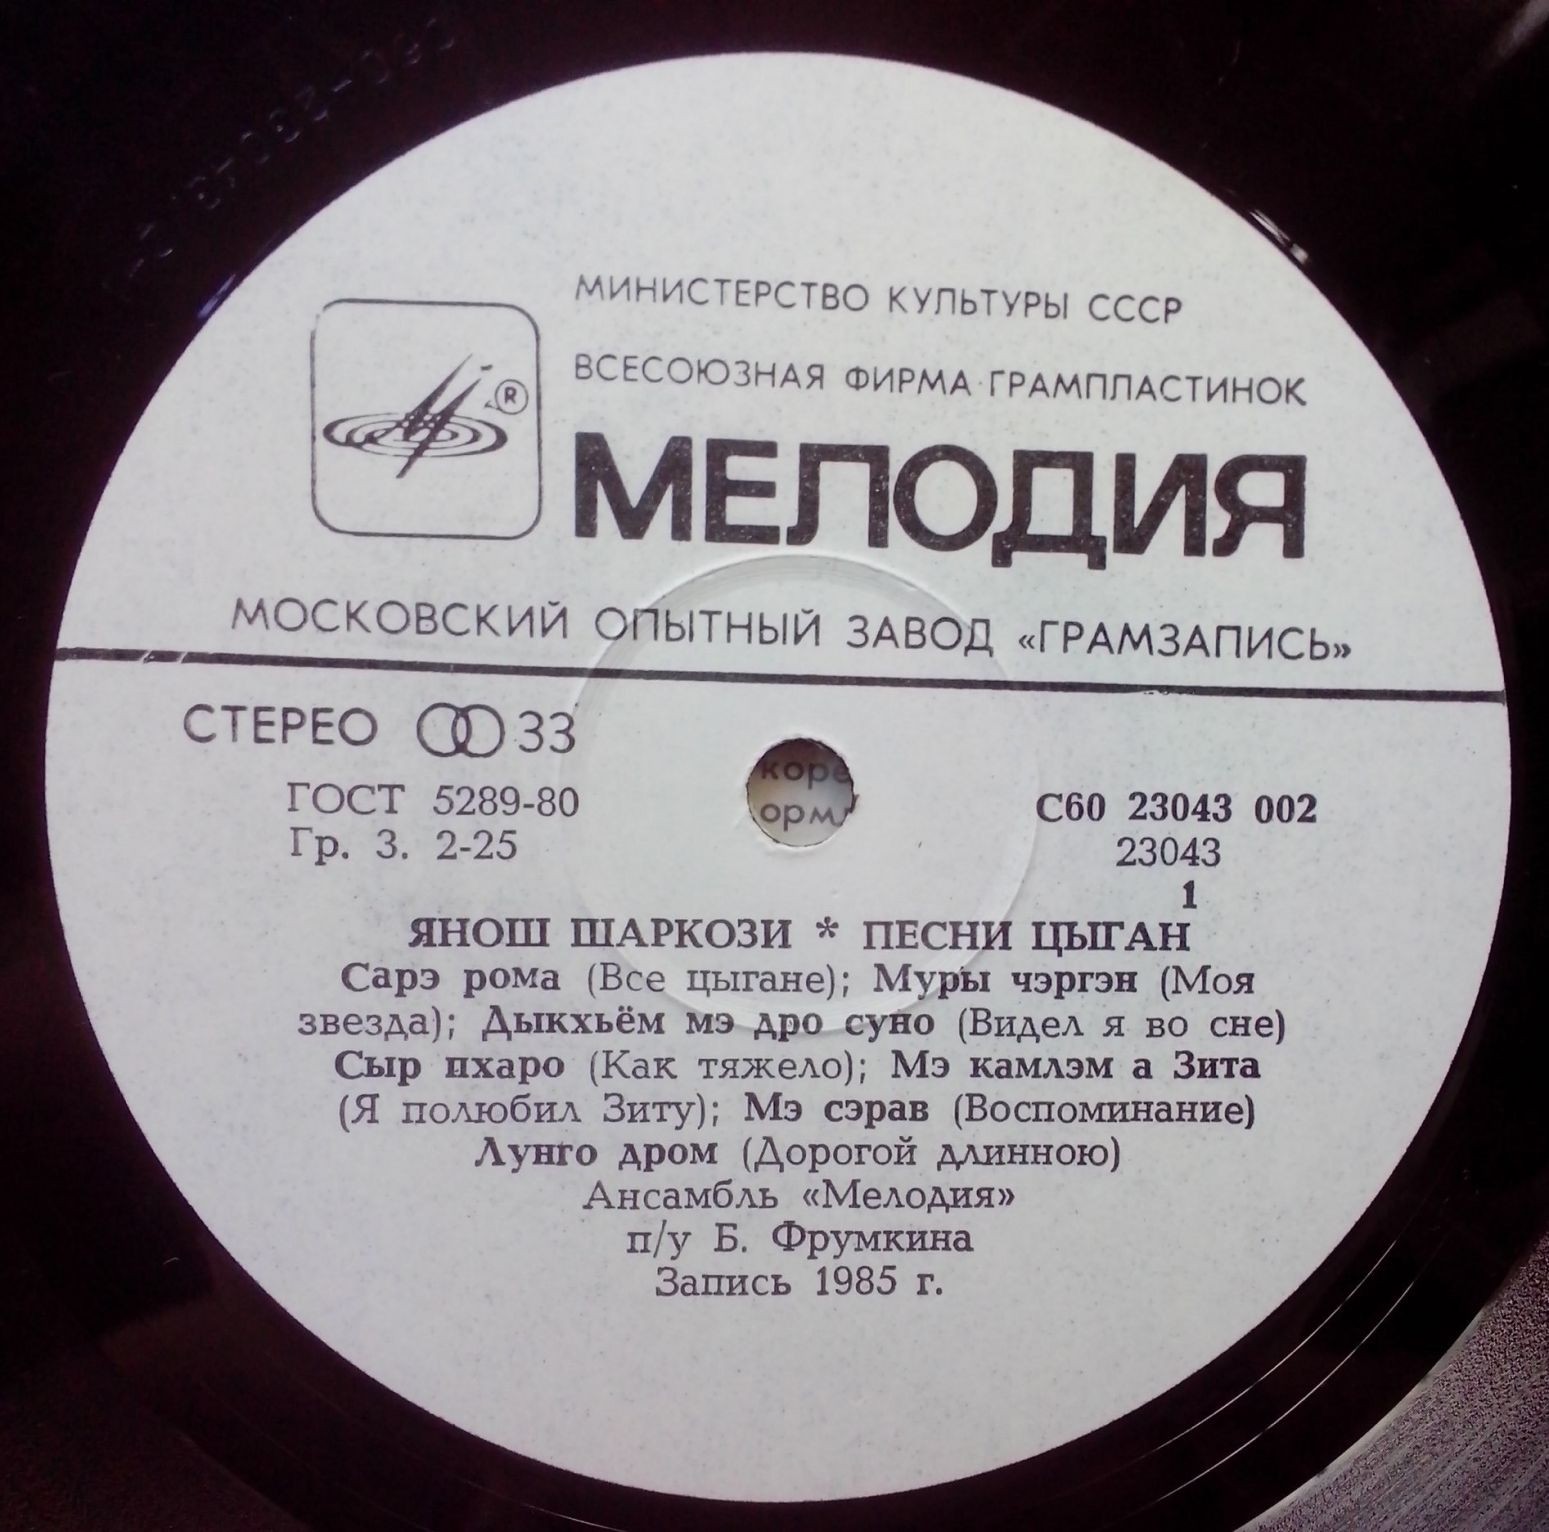 МИНИСТЕРСТВО КУЛЬТУРЫ СССР
ВСЕСОЮЗНАЯ ФИРМА ГРАМПЛАСТИНОК
®
МЕЛОДИЯ
МОСКОВСКИЙ ОПЫТНЫЙ ЗАВОД «ГРАМЗАПИСЬ»
СТЕРЕО 33
ГОСТ 5289-80
Гр. 3. 2-25
С60 23043 002
23043
1
ЯНОШ ШАРКОЗИ * ПЕСНИ ЦЫГАН
Сарэ рома (Все цыгане); Муры чэргэн (Моя
звезда); Дыкхьём мэ дро суно (Видел я во сне)
Сыр пхаро (Как тяжело); Мэ камлэм а Зита
(Я полюбил Зиту); Мэ сэрав (Воспоминание)
Лунго дром (Дорогой длинною)
Ансамбль «Мелодия»
п/у Б. Фрумкина
Запись 1985 г.